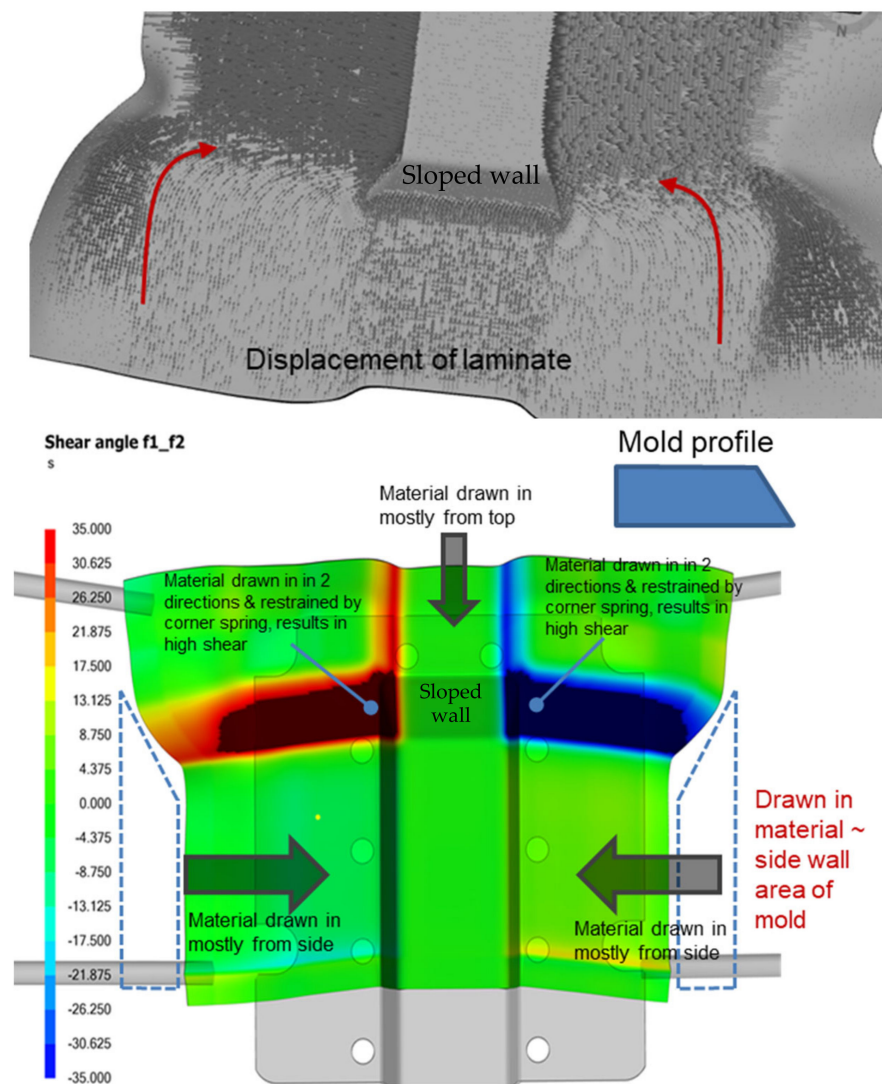 N
Sloped wall
Displacement of laminate
Shear angle f1_f2
s
Mold profile
Material drawn in
mostly from top
35.000
30.625
26.250
21.875
17.500
13.125
8.750
4.375
0.000
-4.375
-8.750
-13.125
-17.500
-21.875
-26.250
-30.625
-35.000
Material drawn in in 2
directions & restrained by
corner spring, results in
high shear
Material drawn in in 2
directions & restrained by
corner spring, results in
high shear
Sloped
wall
Drawn in
material ~
side wall
area of
mold
Material drawn in
mostly from side
Material drawn in
mostly from side